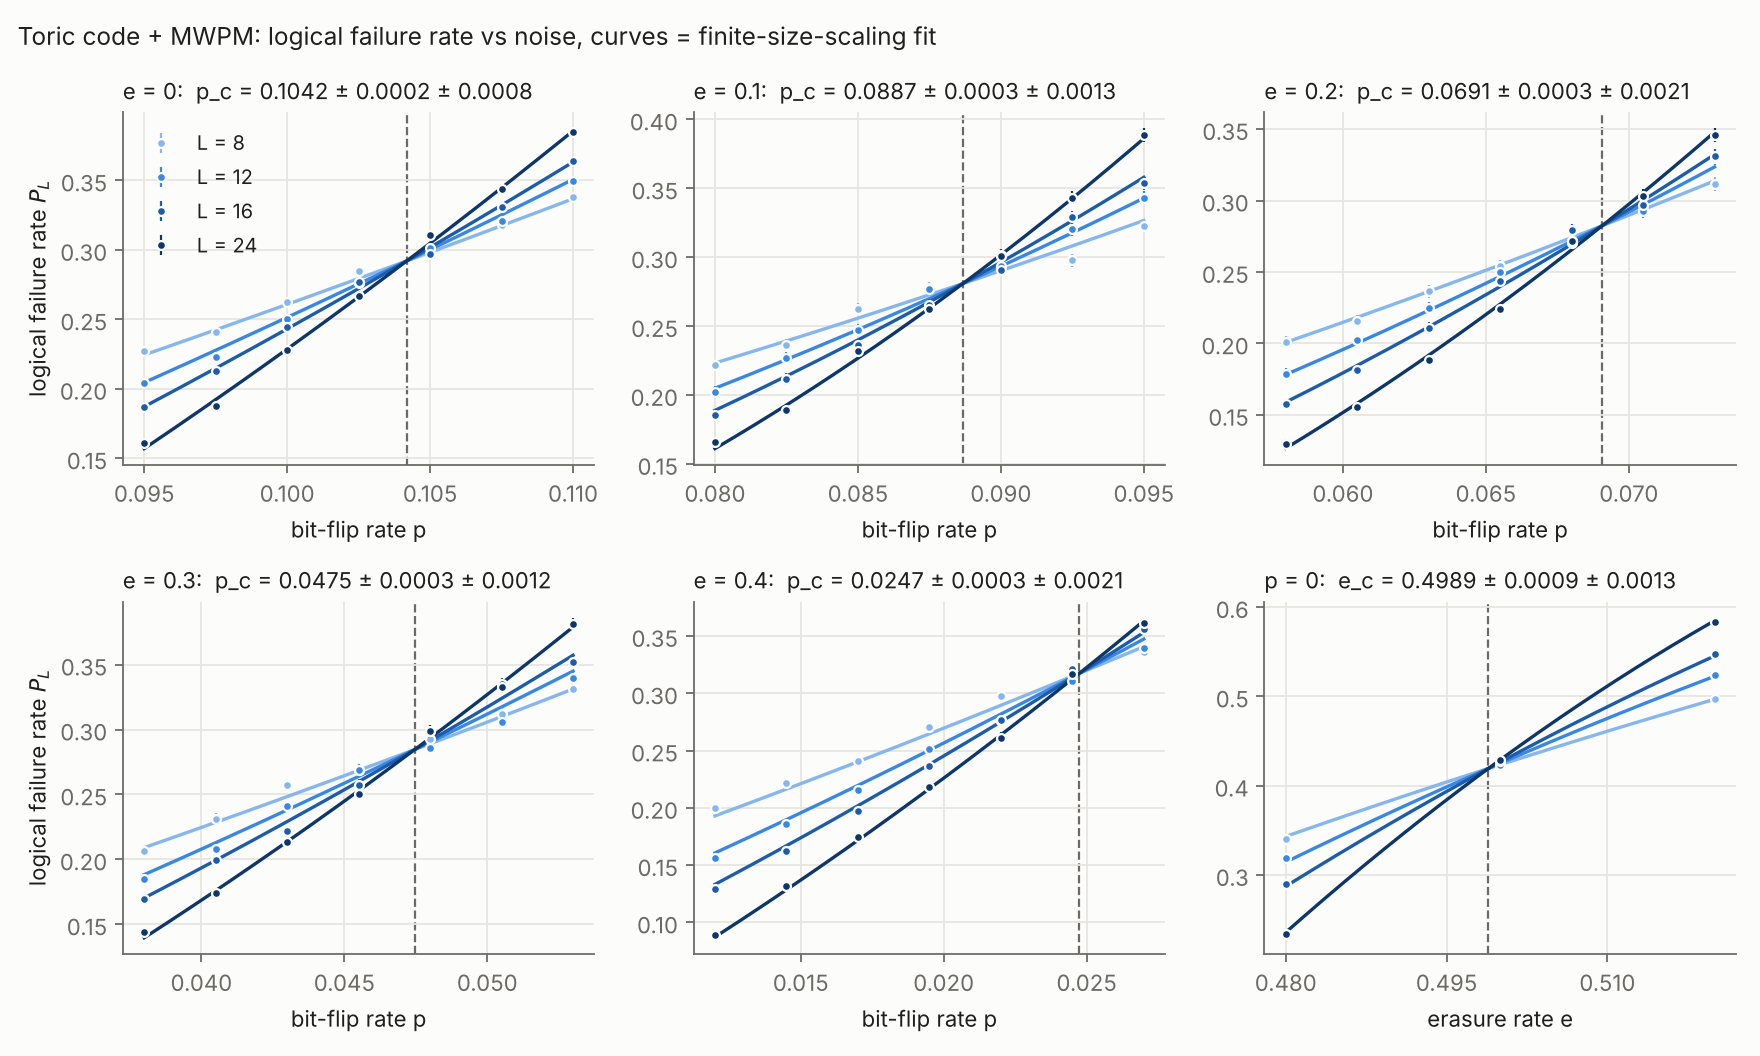 Toric code + MWPM: logical failure rate vs noise, curves = finite-size-scaling fit
e = 0:  p_c = 0.1042 ± 0.0002 ± 0.0008
L = 8
L = 12
L = 16
L = 24
0.35
0.30
0.25
0.20
0.15
logical failure rate P_L
0.095 0.100 0.105 0.110
bit-flip rate p
e = 0.1:  p_c = 0.0887 ± 0.0003 ± 0.0013
0.40
0.35
0.30
0.25
0.20
0.15
0.080 0.085 0.090 0.095
bit-flip rate p
e = 0.2:  p_c = 0.0691 ± 0.0003 ± 0.0021
0.35
0.30
0.25
0.20
0.15
0.060 0.065 0.070
bit-flip rate p
e = 0.3:  p_c = 0.0475 ± 0.0003 ± 0.0012
0.35
0.30
0.25
0.20
0.15
logical failure rate P_L
0.040 0.045 0.050
bit-flip rate p
e = 0.4:  p_c = 0.0247 ± 0.0003 ± 0.0021
0.35
0.30
0.25
0.20
0.15
0.10
0.015 0.020 0.025
bit-flip rate p
p = 0:  e_c = 0.4989 ± 0.0009 ± 0.0013
0.6
0.5
0.4
0.3
0.480 0.495 0.510
erasure rate e